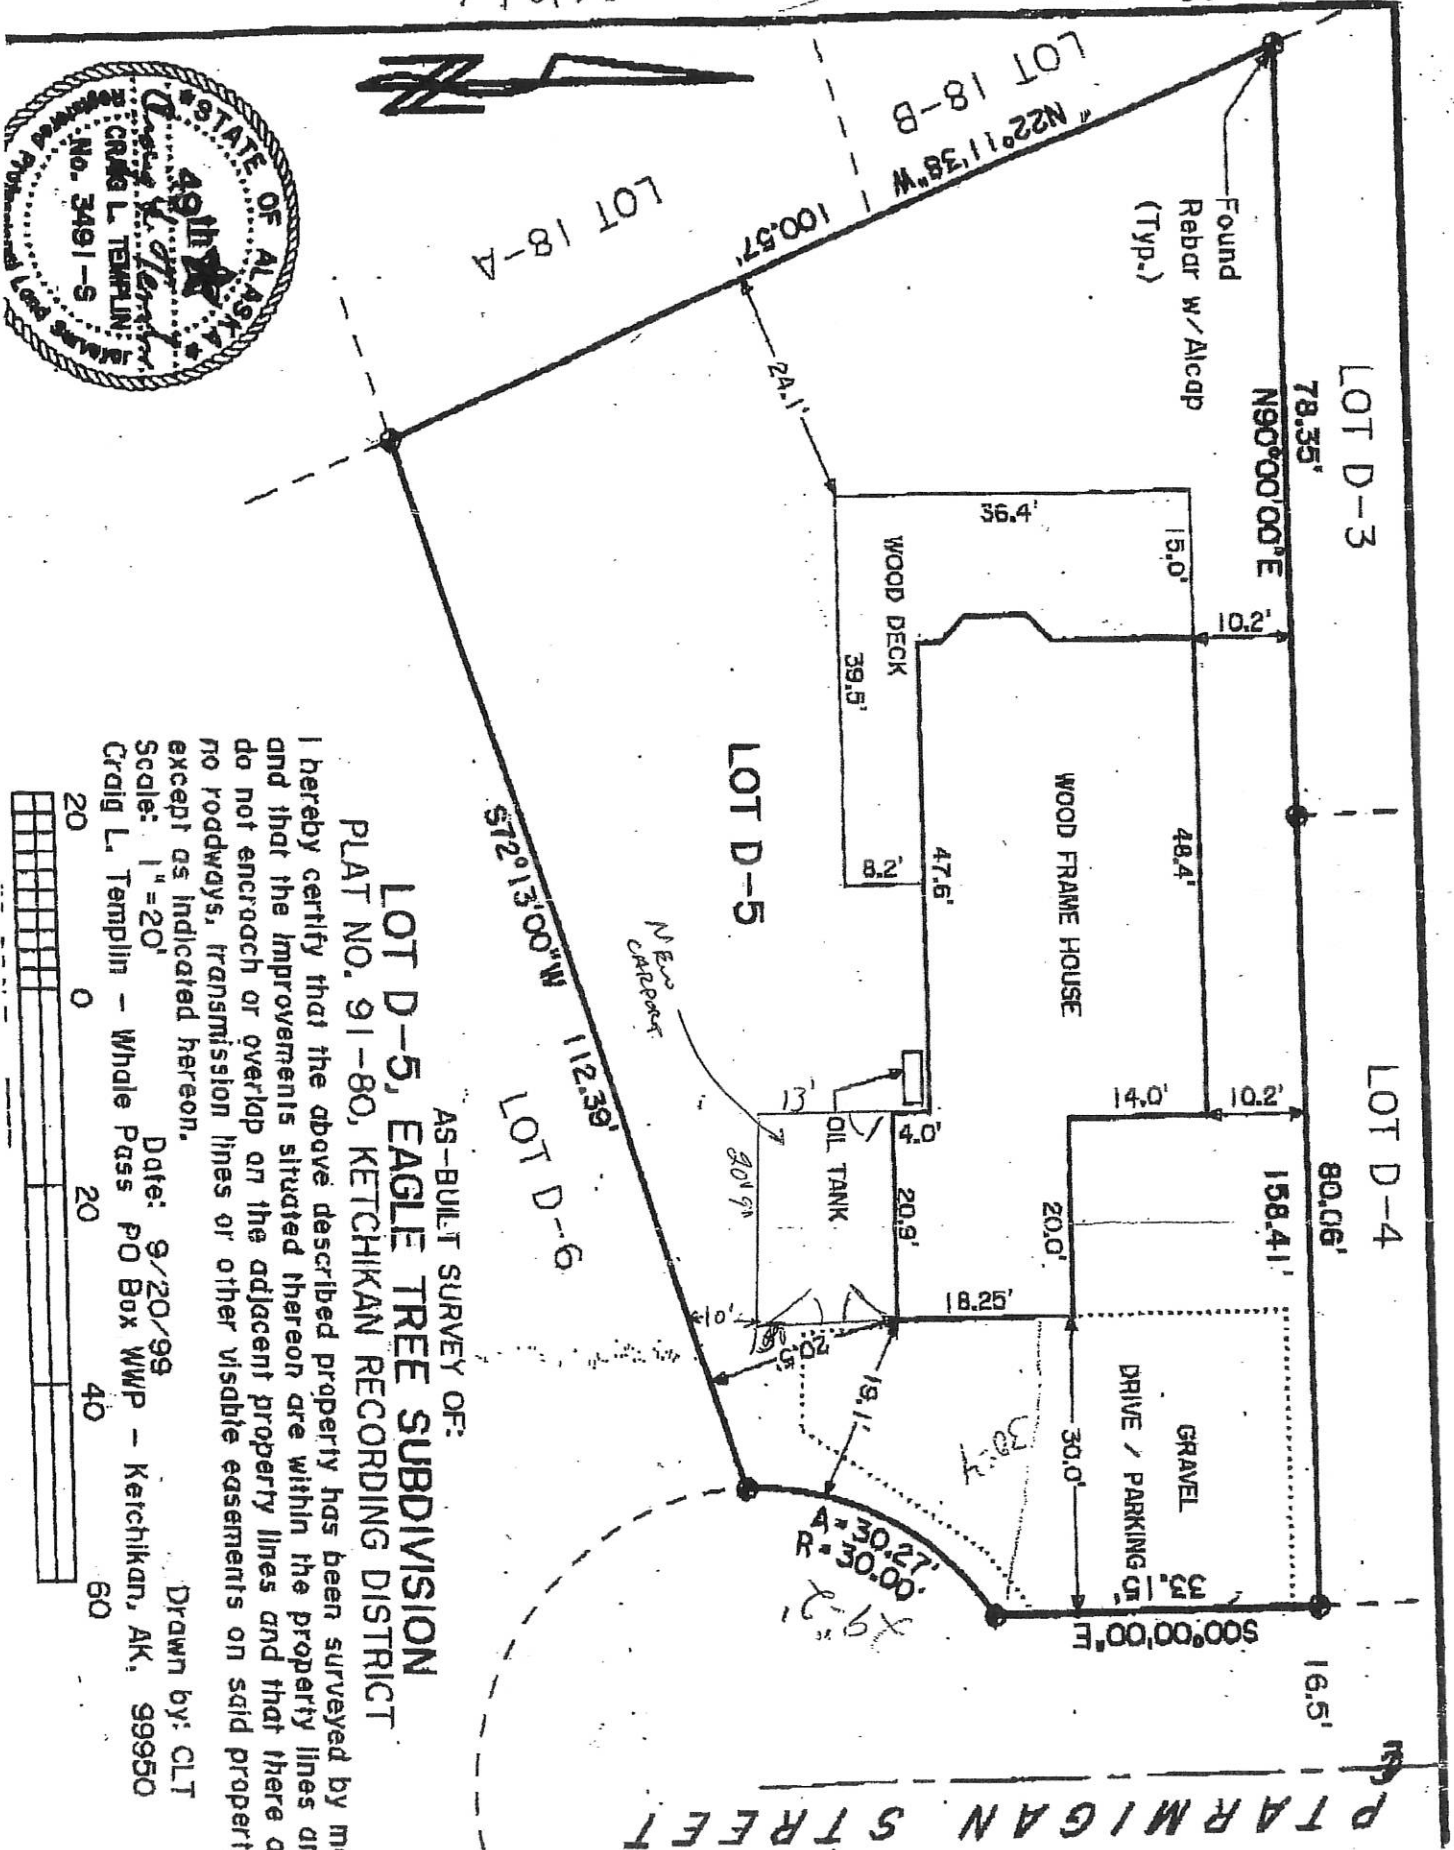 LOT D-3
LOT D-4
78.35'
N90°00'00"E
80.06'
158.41'
16.5'
PTARMIGAN STREET
Found
Rebar w/Alcap
(Typ.)
LOT 18-B
N22°11'38"W
100.57'
LOT 18-A
24.1'
36.4'
15.0'
10.2'
WOOD DECK
39.5'
8.2'
47.6'
48.4'
WOOD FRAME HOUSE
14.0'
10.2'
20.0'
GRAVEL
DRIVE / PARKING
33.15'
S00°00'00"E
30.0'
18.25'
18.1'
20.5'
20.9'
4.0'
OIL TANK
13'
20'9"
10'
A=30.27'
R=30.00'
29'-2"
NEW
CARPORT
LOT D-5
S72°13'00"W
112.39'
LOT D-6
AS-BUILT SURVEY OF:
LOT D-5, EAGLE TREE SUBDIVISION
PLAT NO. 91-80, KETCHIKAN RECORDING DISTRICT
I hereby certify that the above described property has been surveyed by m
and that the improvements situated thereon are within the property lines a
do not encroach or overlap on the adjacent property lines and that there a
no roadways, transmission lines or other visable easements on said propert
except as indicated hereon.
Scale: 1"=20'
Date: 9/20/99
Drawn by: CLT
Craig L. Templin - Whale Pass PO Box WWP - Ketchikan, AK. 99950
20 0 20 40 60
STATE OF ALASKA
49th
CRAIG L. TEMPLIN
No. 3491-S
Registered Professional Land Surveyor